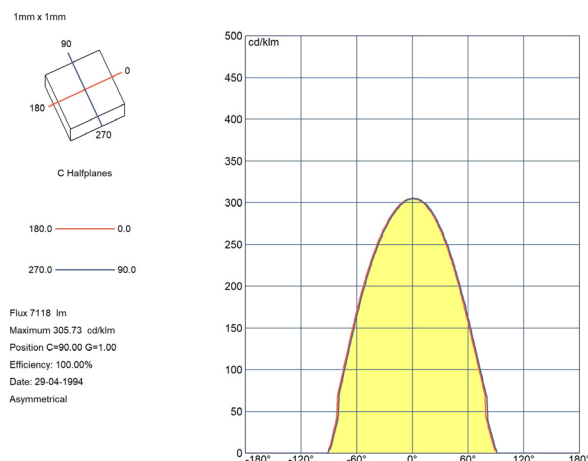 1mm x 1mm
90
0
180
270
C Halfplanes
180.0 0.0
270.0 90.0
Flux 7118 lm
Maximum 305.73 cd/klm
Position C=90.00 G=1.00
Efficiency: 100.00%
Date: 29-04-1994
Asymmetrical
500
cd/klm
450
400
350
300
250
200
150
100
50
0
-180° -120° -60° 0° 60° 120° 180°